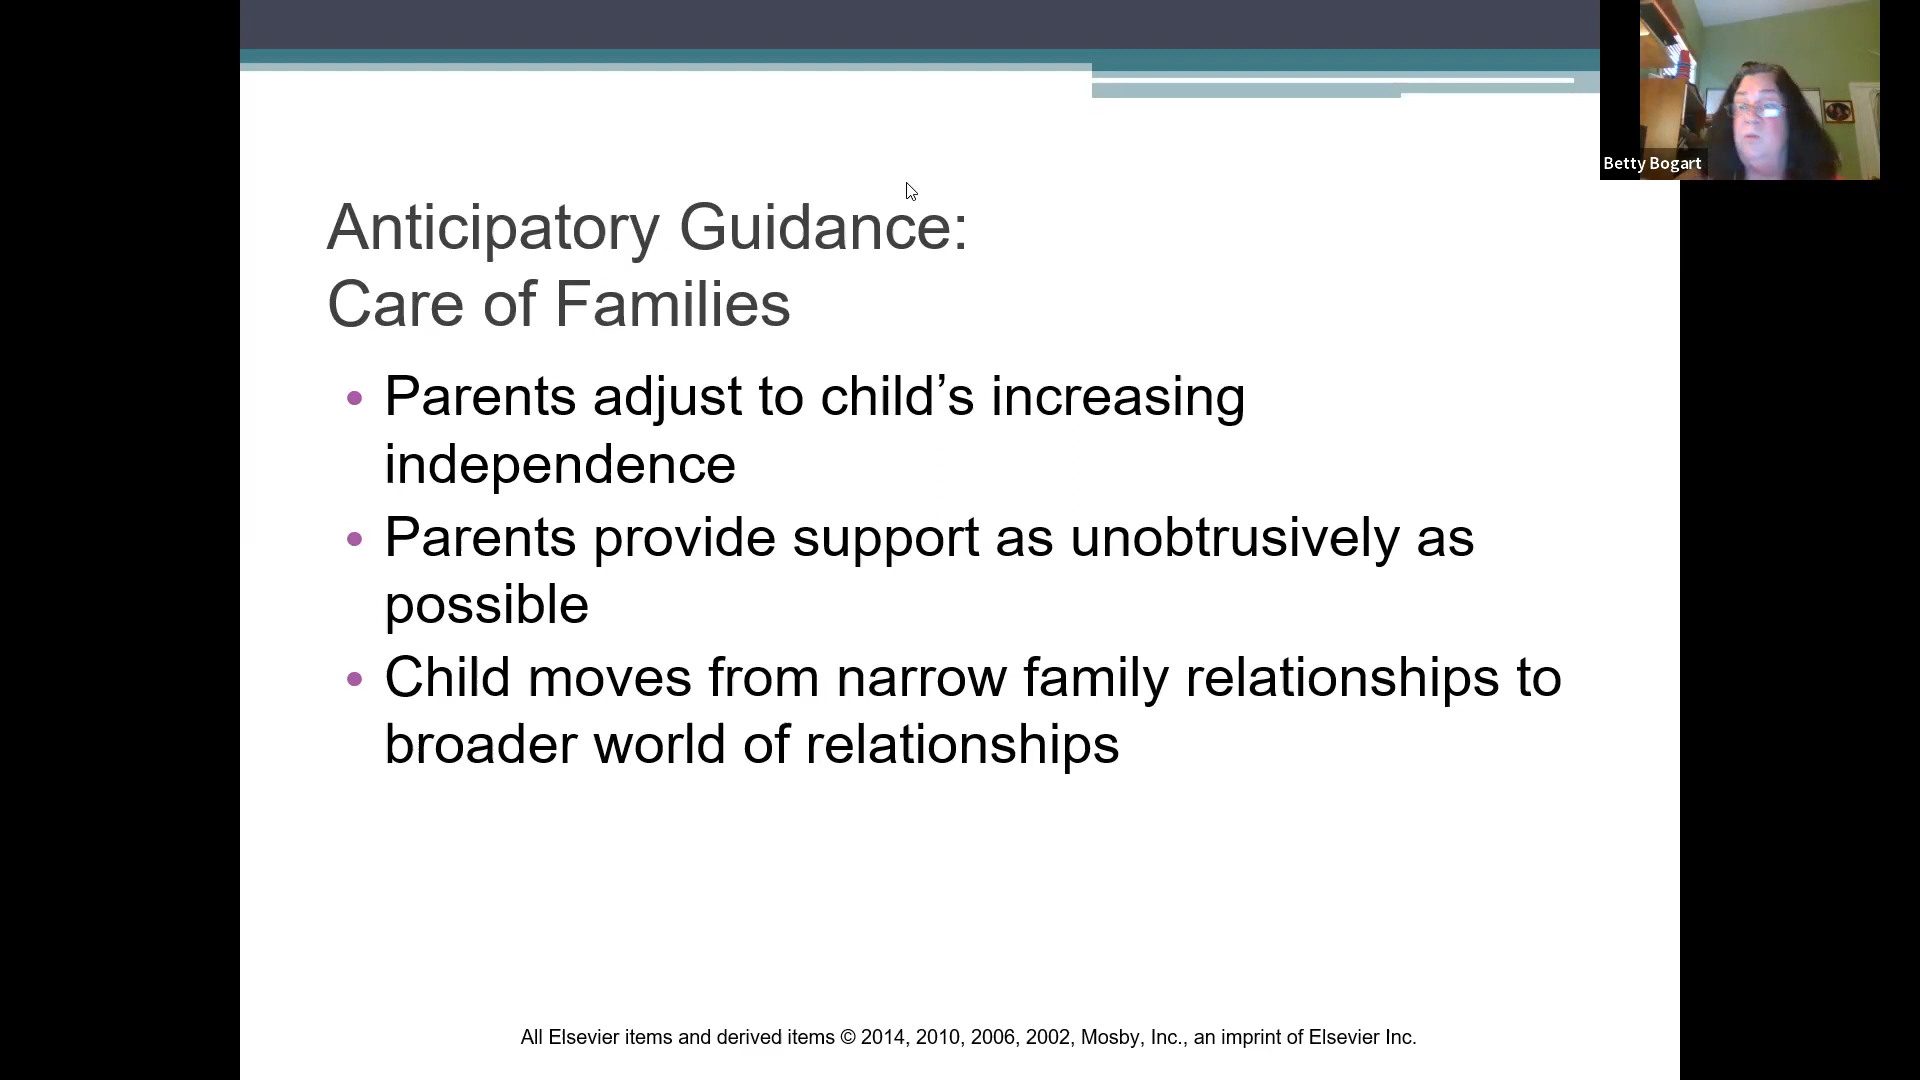 Betty Bogart
Anticipatory Guidance:
Care of Families
• Parents adjust to child’s increasing
independence
• Parents provide support as unobtrusively as
possible
• Child moves from narrow family relationships to
broader world of relationships
All Elsevier items and derived items © 2014, 2010, 2006, 2002, Mosby, Inc., an imprint of Elsevier Inc.